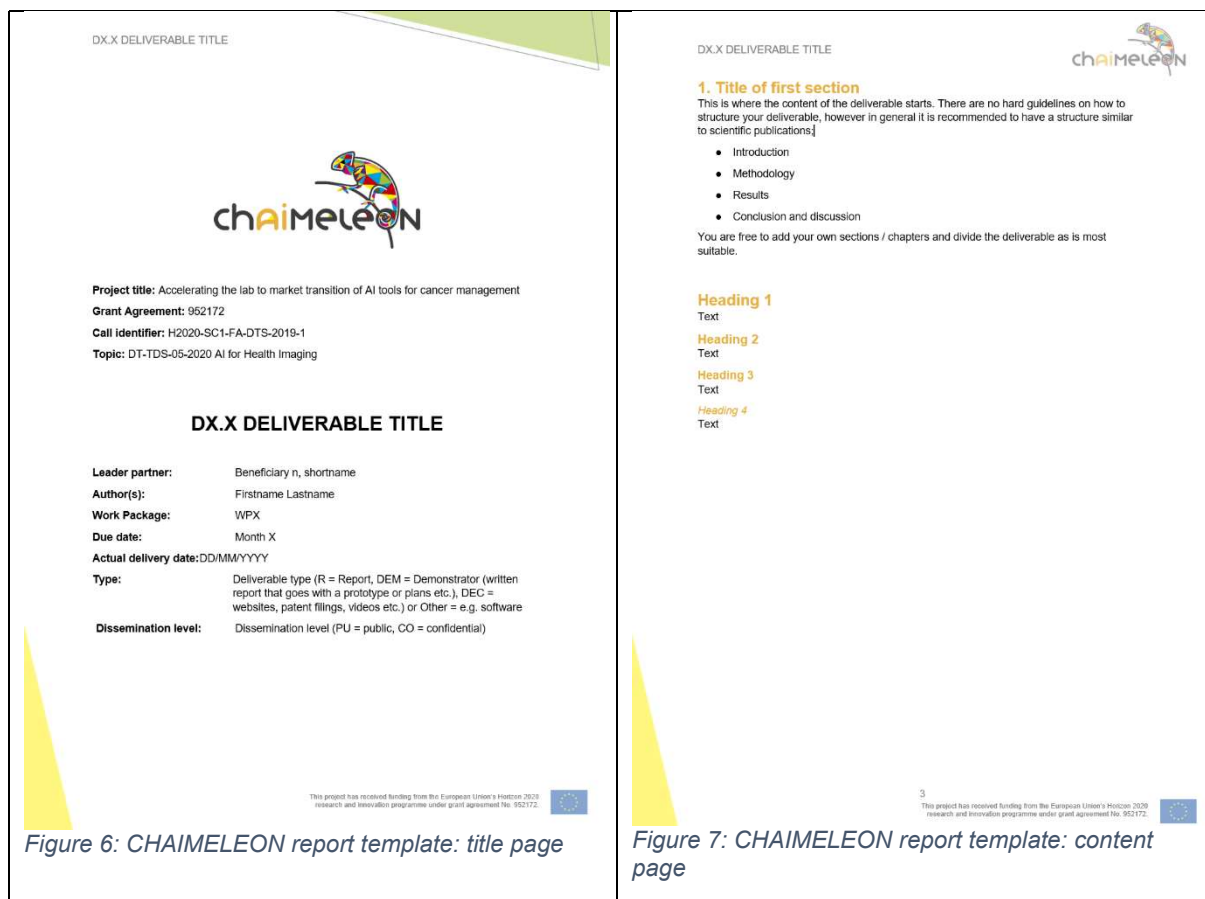 DX.X DELIVERABLE TITLE
chAiMeLeoN
Project title: Accelerating the lab to market transition of AI tools for cancer management
Grant Agreement: 952172
Call identifier: H2020-SC1-FA-DTS-2019-1
Topic: DT-TDS-05-2020 AI for Health Imaging
DX.X DELIVERABLE TITLE
Leader partner: Beneficiary n, shortname
Author(s): Firstname Lastname
Work Package: WPX
Due date: Month X
Actual delivery date:DD/MM/YYYY
Type: Deliverable type (R = Report, DEM = Demonstrator (written
report that goes with a prototype or plans etc.), DEC =
websites, patent filings, videos etc.) or Other = e.g. software
Dissemination level: Dissemination level (PU = public, CO = confidential)
This project has received funding from the European Union's Horizon 2020
research and innovation programme under grant agreement No. 952172.
Figure 6: CHAIMELEON report template: title page
DX.X DELIVERABLE TITLE
chAiMeLeoN
1. Title of first section
This is where the content of the deliverable starts. There are no hard guidelines on how to
structure your deliverable, however in general it is recommended to have a structure similar
to scientific publications:
● Introduction
● Methodology
● Results
● Conclusion and discussion
You are free to add your own sections / chapters and divide the deliverable as is most
suitable.
Heading 1
Text
Heading 2
Text
Heading 3
Text
Heading 4
Text
3
This project has received funding from the European Union's Horizon 2020
research and innovation programme under grant agreement No. 952172.
Figure 7: CHAIMELEON report template: content
page